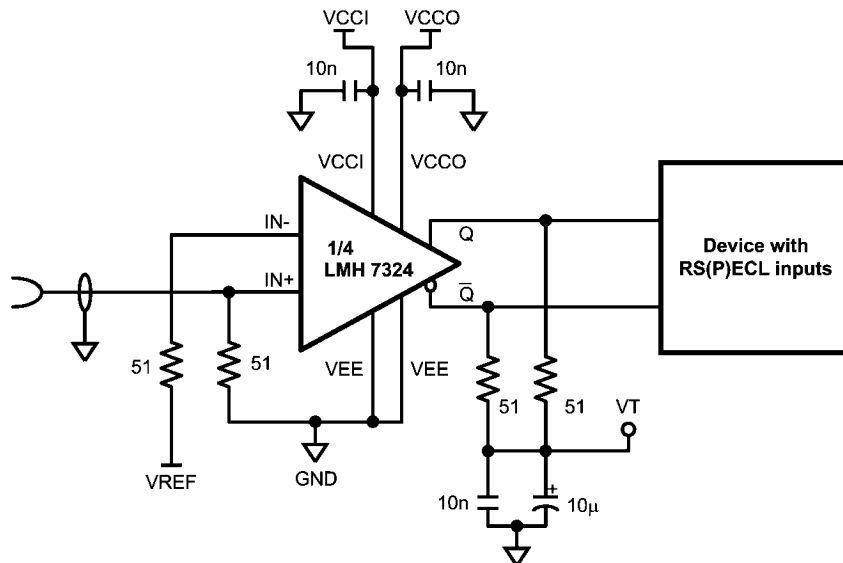 VCCI VCCO
10n 10n
VCCI VCCO
IN-
1/4
LMH 7324
IN+
Q
Q̅
Device with
RS(P)ECL inputs
51 51
VEE VEE
51 51
VT
VREF
GND
10n
+
10µ